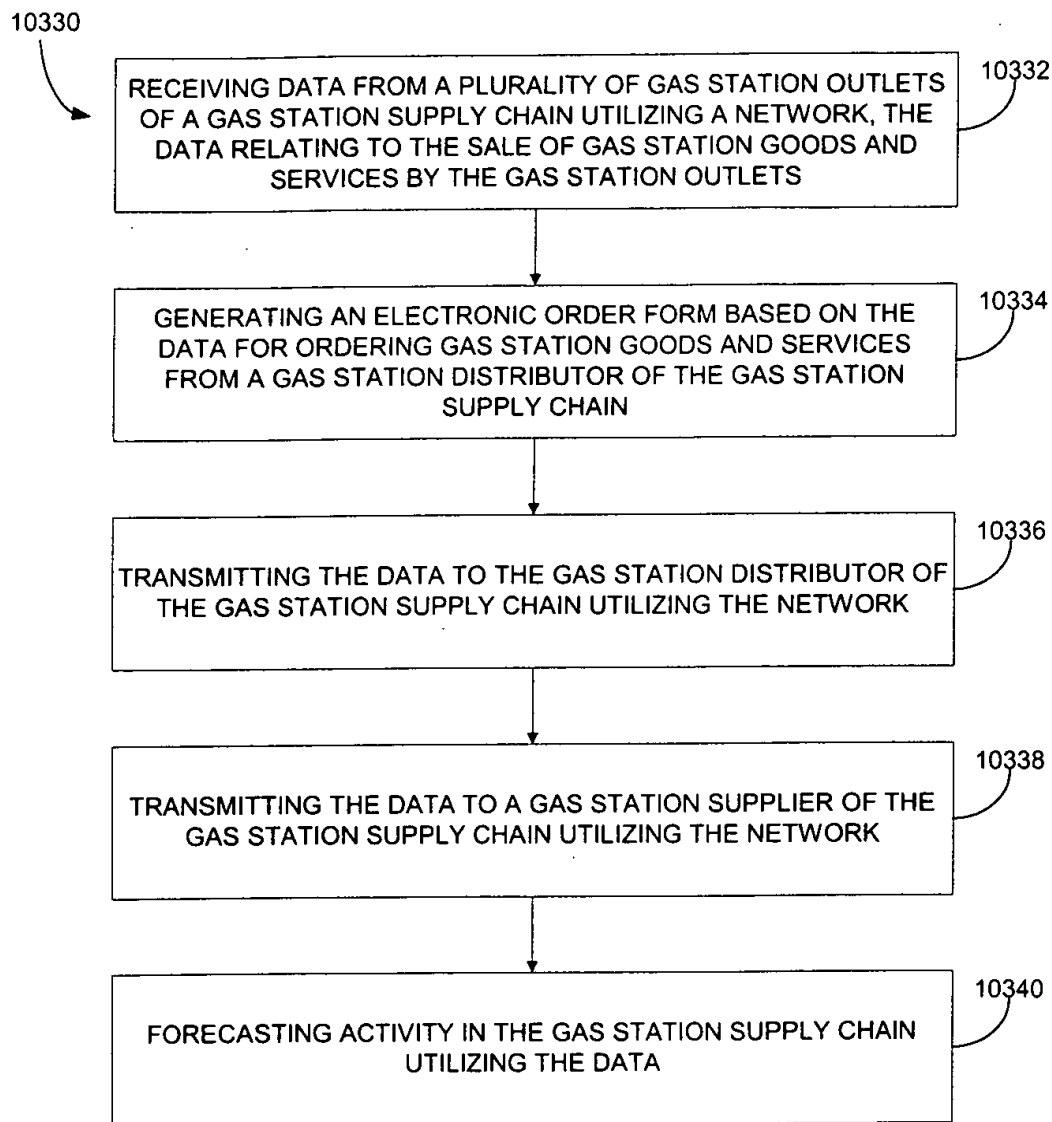 10330
10332
RECEIVING DATA FROM A PLURALITY OF GAS STATION OUTLETS
OF A GAS STATION SUPPLY CHAIN UTILIZING A NETWORK, THE
DATA RELATING TO THE SALE OF GAS STATION GOODS AND
SERVICES BY THE GAS STATION OUTLETS
10334
GENERATING AN ELECTRONIC ORDER FORM BASED ON THE
DATA FOR ORDERING GAS STATION GOODS AND SERVICES
FROM A GAS STATION DISTRIBUTOR OF THE GAS STATION
SUPPLY CHAIN
10336
TRANSMITTING THE DATA TO THE GAS STATION DISTRIBUTOR OF
THE GAS STATION SUPPLY CHAIN UTILIZING THE NETWORK
10338
TRANSMITTING THE DATA TO A GAS STATION SUPPLIER OF THE
GAS STATION SUPPLY CHAIN UTILIZING THE NETWORK
10340
FORECASTING ACTIVITY IN THE GAS STATION SUPPLY CHAIN
UTILIZING THE DATA